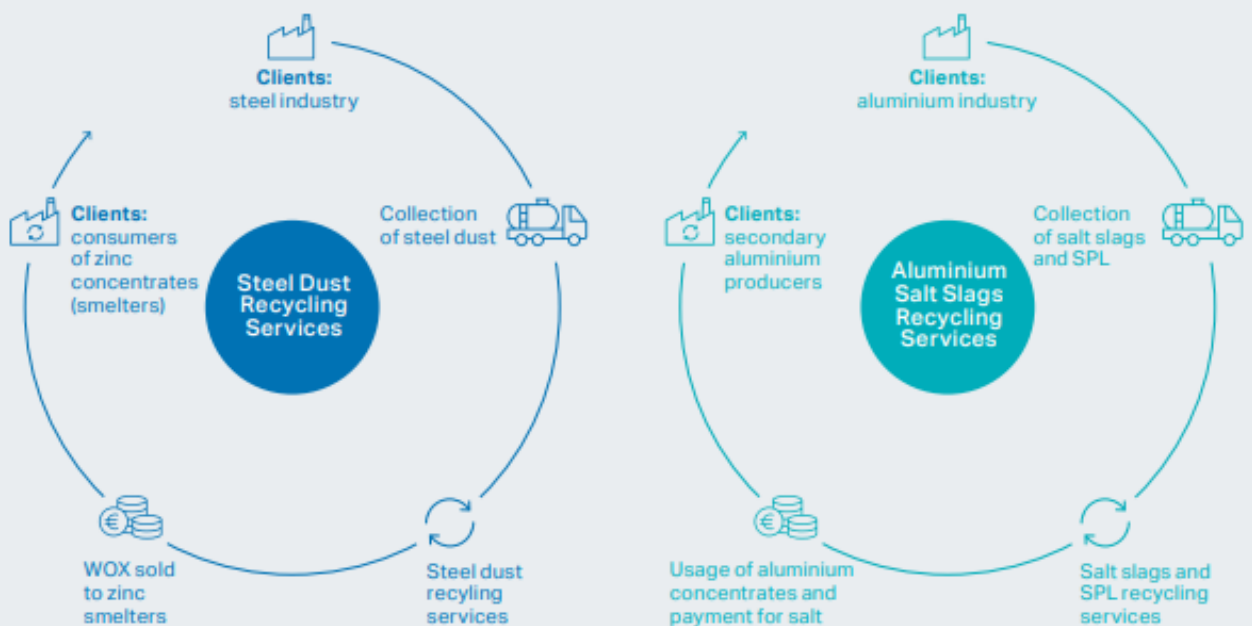 Clients:
steel industry
Collection
of steel dust
Steel dust
recyling
services
WOX sold
to zinc
smelters
Clients:
consumers
of zinc
concentrates
(smelters)
Steel Dust
Recycling
Services
€
Clients:
aluminium industry
Collection
of salt slags
and SPL
Salt slags and
SPL recycling
services
Usage of aluminium
concentrates and
payment for salt
Clients:
secondary
aluminium
producers
Aluminium
Salt Slags
Recycling
Services
€